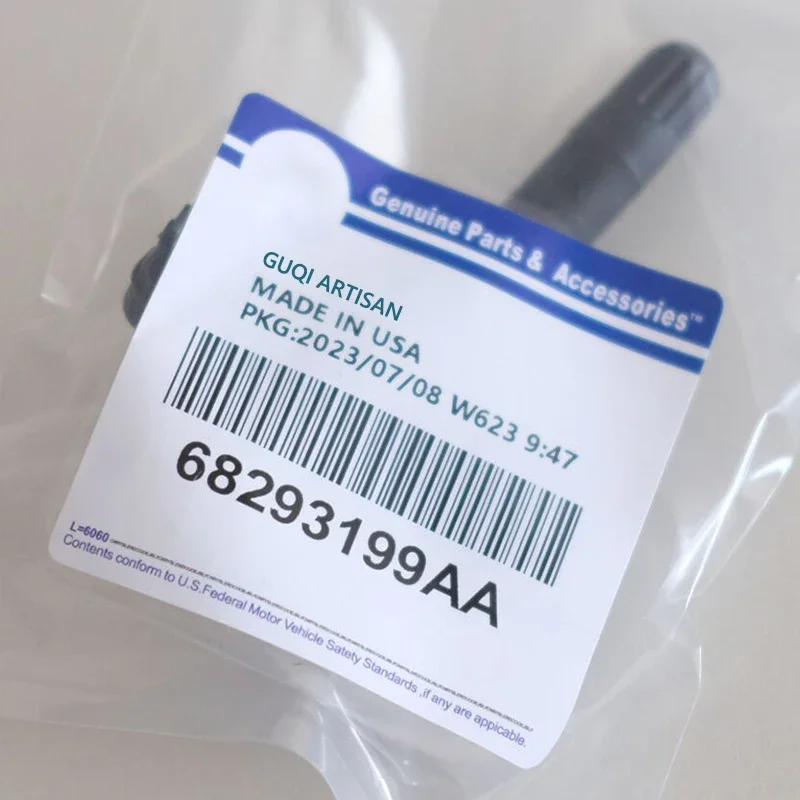 Genuine Parts & Accessories™
GUQI ARTISAN
MADE IN USA
PKG:2023/07/08 W623 9:47
68293199AA
L=6060
Contents conform to U.S.Federal Motor Vehicle Safety Standards ,if any are appicable.